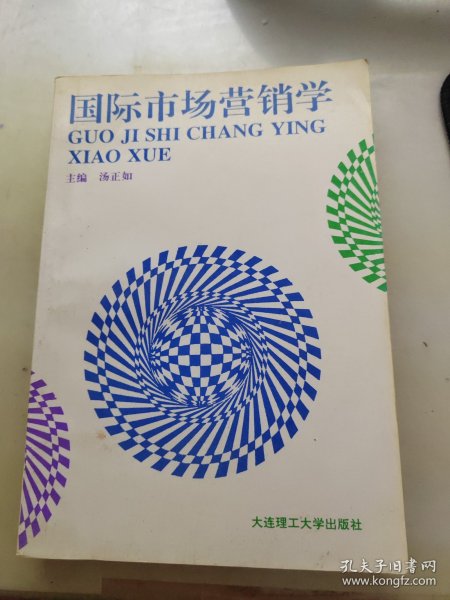 国际市场营销学
GUO JI SHI CHANG YING
XIAO XUE
主编 汤正如
大连理工大学出版社
孔夫子旧书网
www.kongfz.com